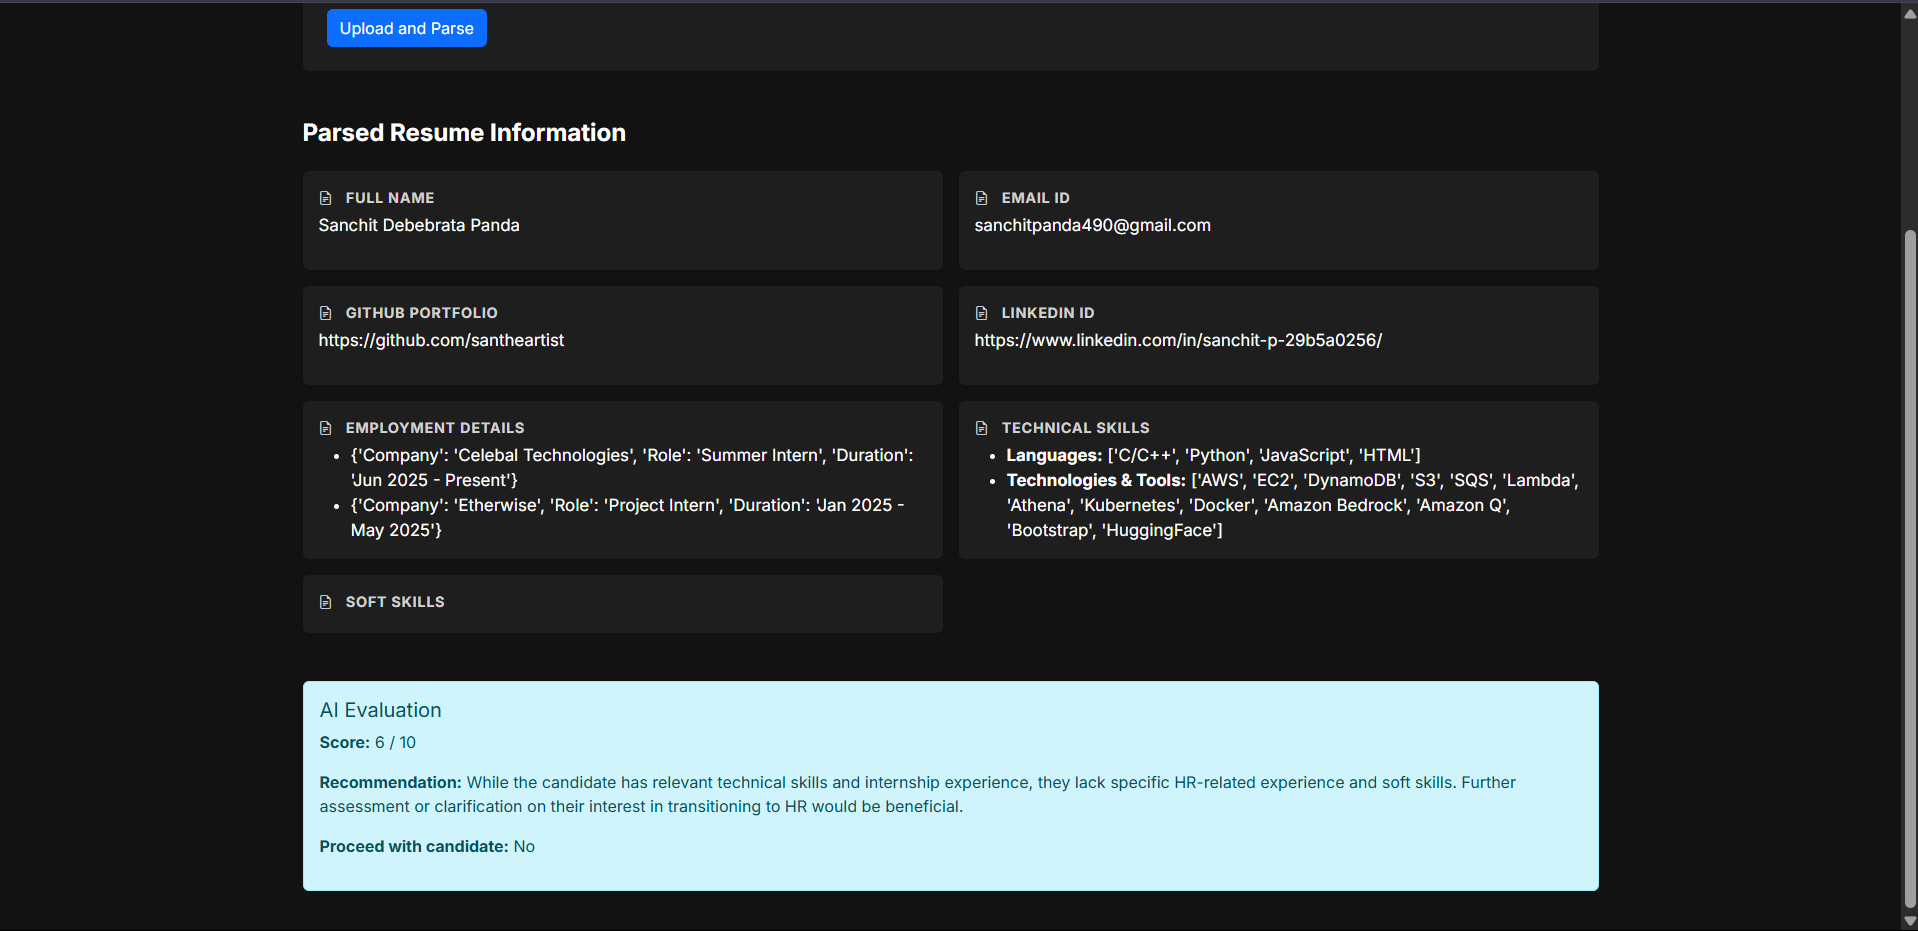 Upload and Parse
Parsed Resume Information
FULL NAME
Sanchit Debebrata Panda
EMAIL ID
sanchitpanda490@gmail.com
GITHUB PORTFOLIO
https://github.com/santheartist
LINKEDIN ID
https://www.linkedin.com/in/sanchit-p-29b5a0256/
EMPLOYMENT DETAILS
• {'Company': 'Celebal Technologies', 'Role': 'Summer Intern', 'Duration':
'Jun 2025 - Present'}
• {'Company': 'Etherwise', 'Role': 'Project Intern', 'Duration': 'Jan 2025 -
May 2025'}
TECHNICAL SKILLS
• Languages: ['C/C++', 'Python', 'JavaScript', 'HTML']
• Technologies & Tools: ['AWS', 'EC2', 'DynamoDB', 'S3', 'SQS', 'Lambda',
'Athena', 'Kubernetes', 'Docker', 'Amazon Bedrock', 'Amazon Q',
'Bootstrap', 'HuggingFace']
SOFT SKILLS
AI Evaluation
Score: 6 / 10
Recommendation: While the candidate has relevant technical skills and internship experience, they lack specific HR-related experience and soft skills. Further
assessment or clarification on their interest in transitioning to HR would be beneficial.
Proceed with candidate: No